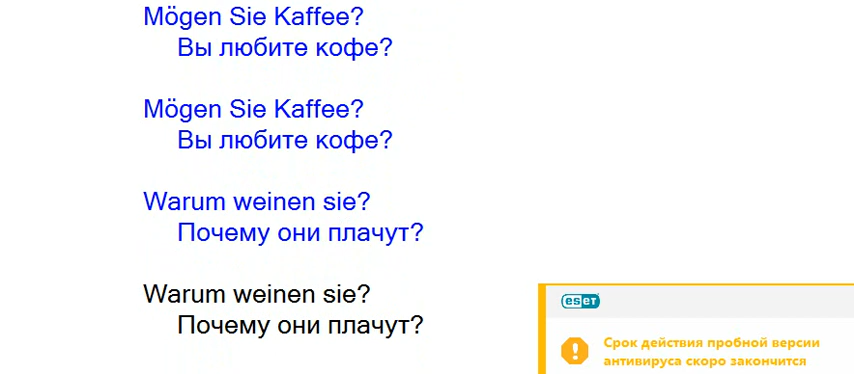 Mögen Sie Kaffee?
Вы любите кофе?
Mögen Sie Kaffee?
Вы любите кофе?
Warum weinen sie?
Почему они плачут?
Warum weinen sie?
Почему они плачут?
eset
Срок действия пробной версии
антивируса скоро закончится